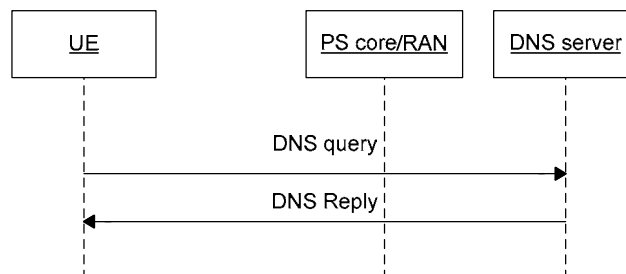 UE
PS core/RAN
DNS server
DNS query
DNS Reply